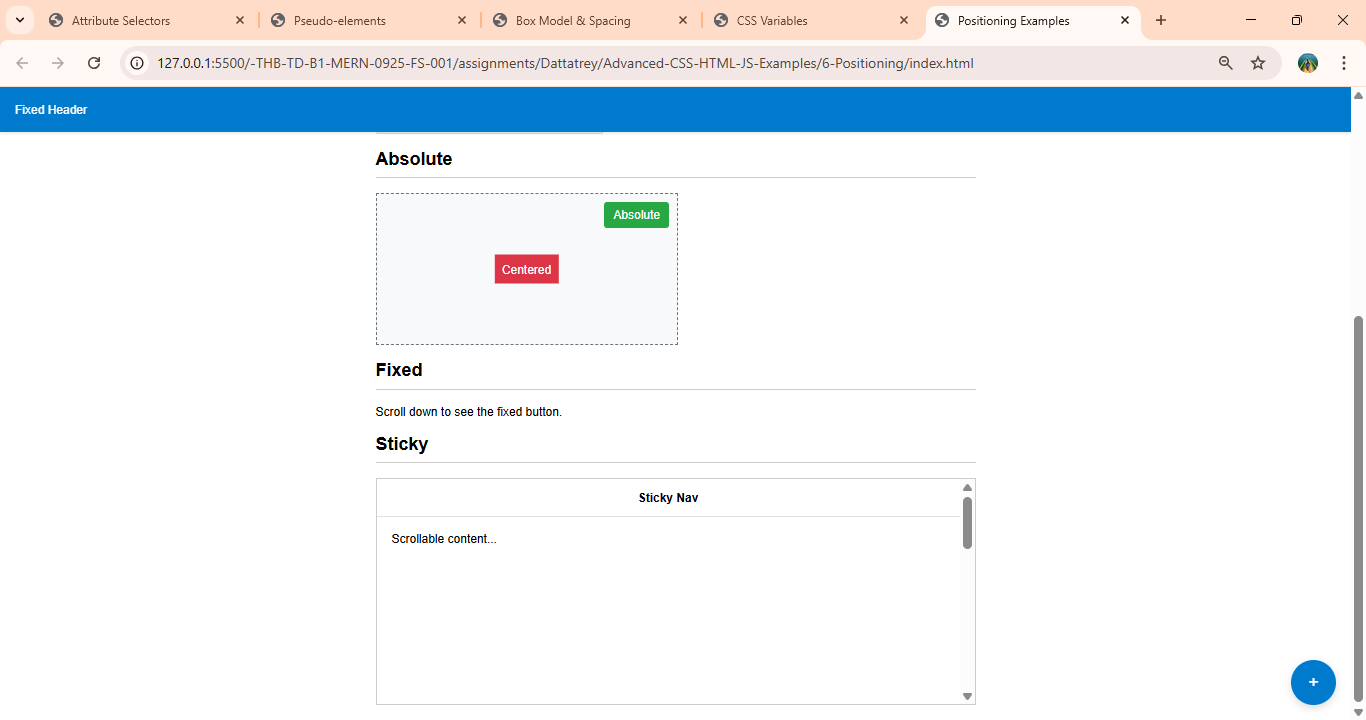 Attribute Selectors
Pseudo-elements
Box Model & Spacing
CSS Variables
Positioning Examples
127.0.0.1:5500/-THB-TD-B1-MERN-0925-FS-001/assignments/Dattatrey/Advanced-CSS-HTML-JS-Examples/6-Positioning/index.html
Fixed Header
Absolute
Absolute
Centered
Fixed
Scroll down to see the fixed button.
Sticky
Sticky Nav
Scrollable content...
+